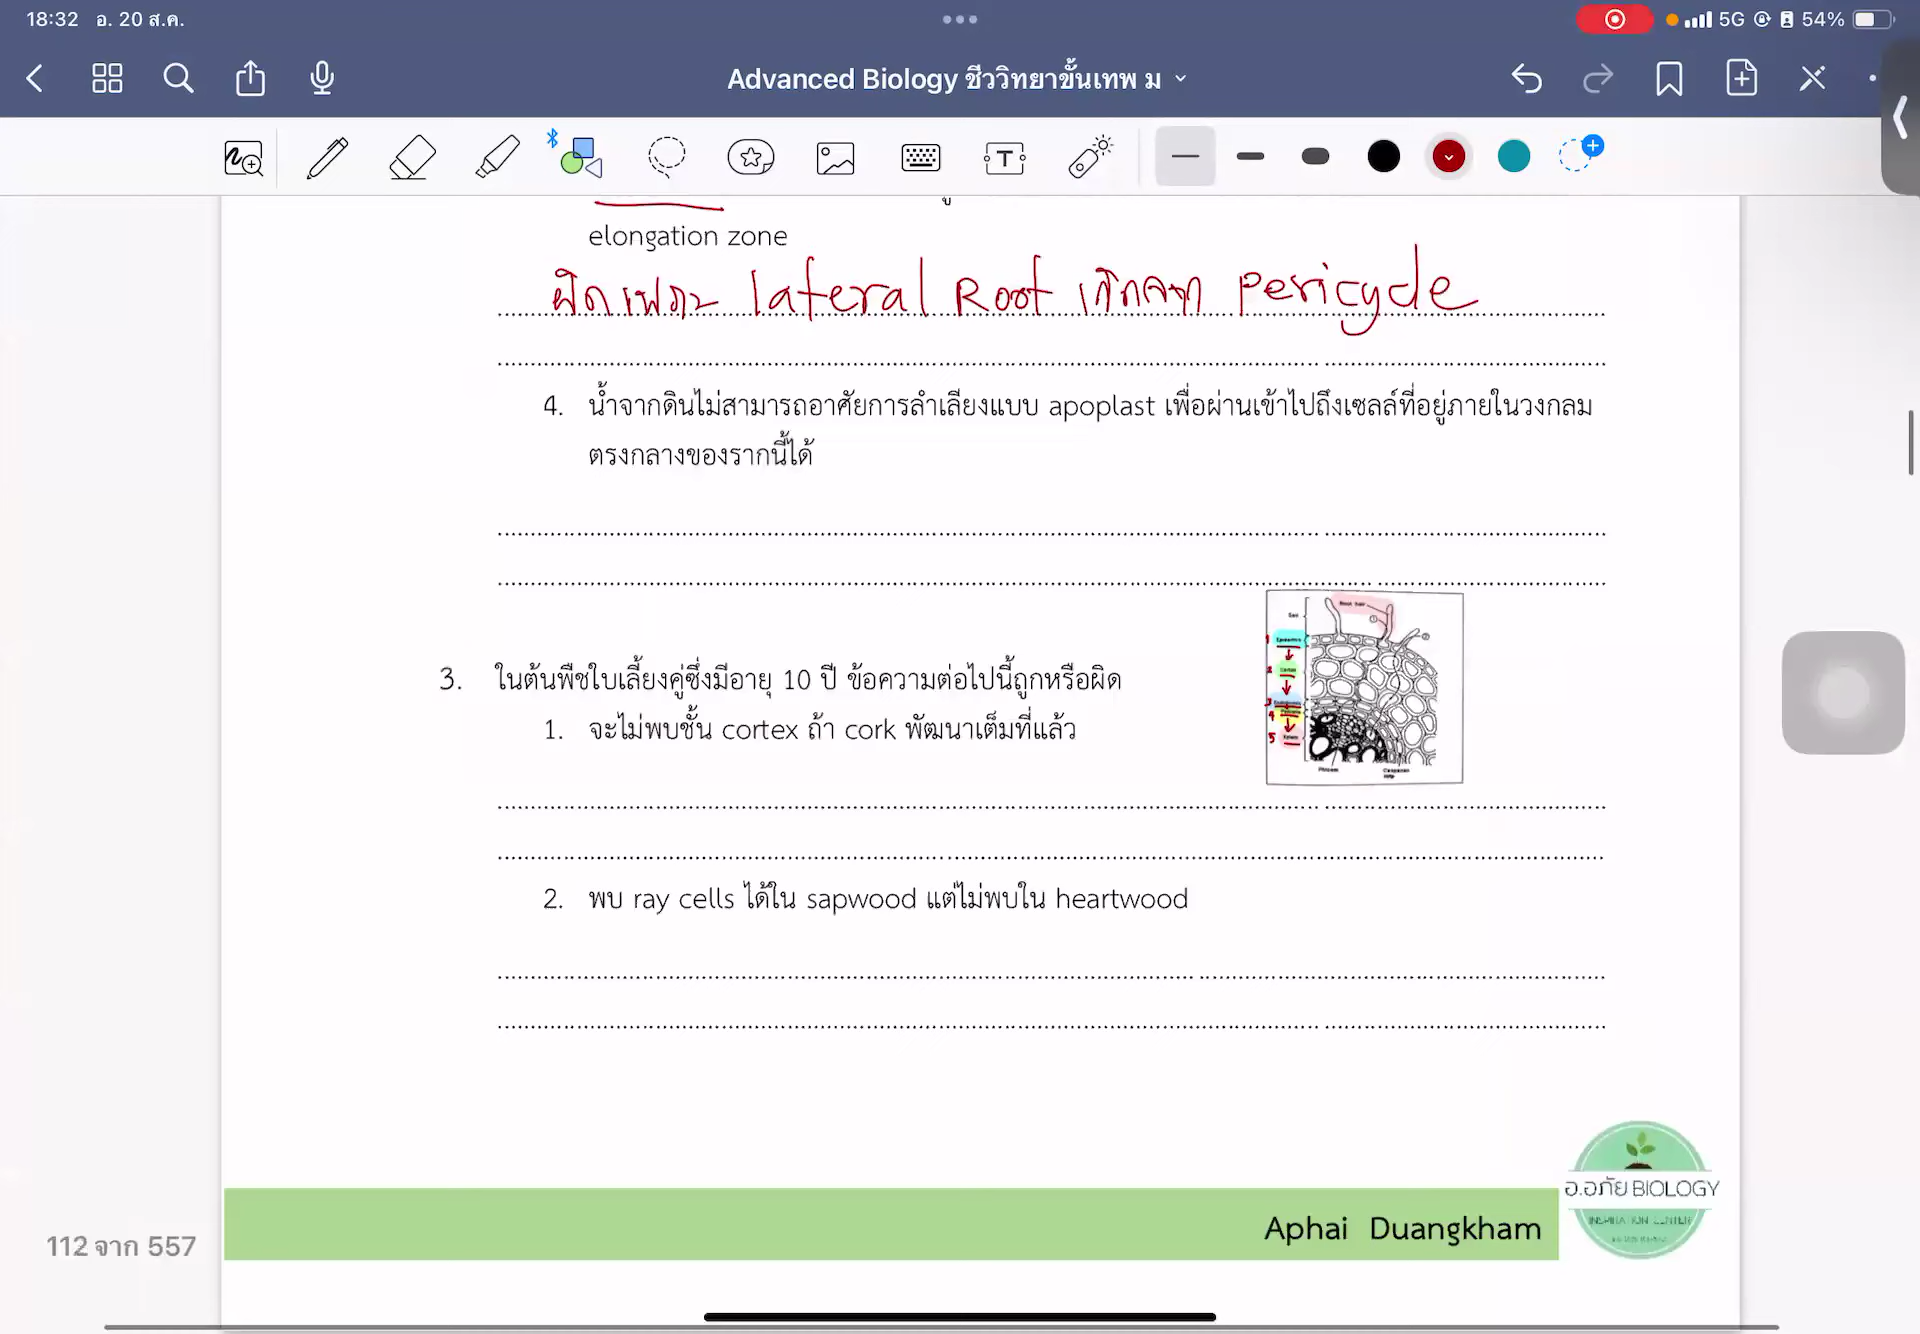 18:32 อ. 20 ส.ค.
5G 54%
Advanced Biology ชีววิทยาขั้นเทพ ม
elongation zone
ผิดเพราะ lateral Root เกิดจาก pericycle
4. น้ำจากดินไม่สามารถอาศัยการลำเลียงแบบ apoplast เพื่อผ่านเข้าไปถึงเซลล์ที่อยู่ภายในวงกลม
ตรงกลางของรากนี้ได้
3. ในต้นพืชใบเลี้ยงคู่ซึ่งมีอายุ 10 ปี ข้อความต่อไปนี้ถูกหรือผิด
1. จะไม่พบชั้น cortex ถ้า cork พัฒนาเต็มที่แล้ว
Root hair
Epidermis
Cortex
Xylem
Phloem
Casparian
strip
2. พบ ray cells ได้ใน sapwood แต่ไม่พบใน heartwood
อ.อภัย BIOLOGY
INSPIRATION CENTER
Aphai Duangkham
112 จาก 557